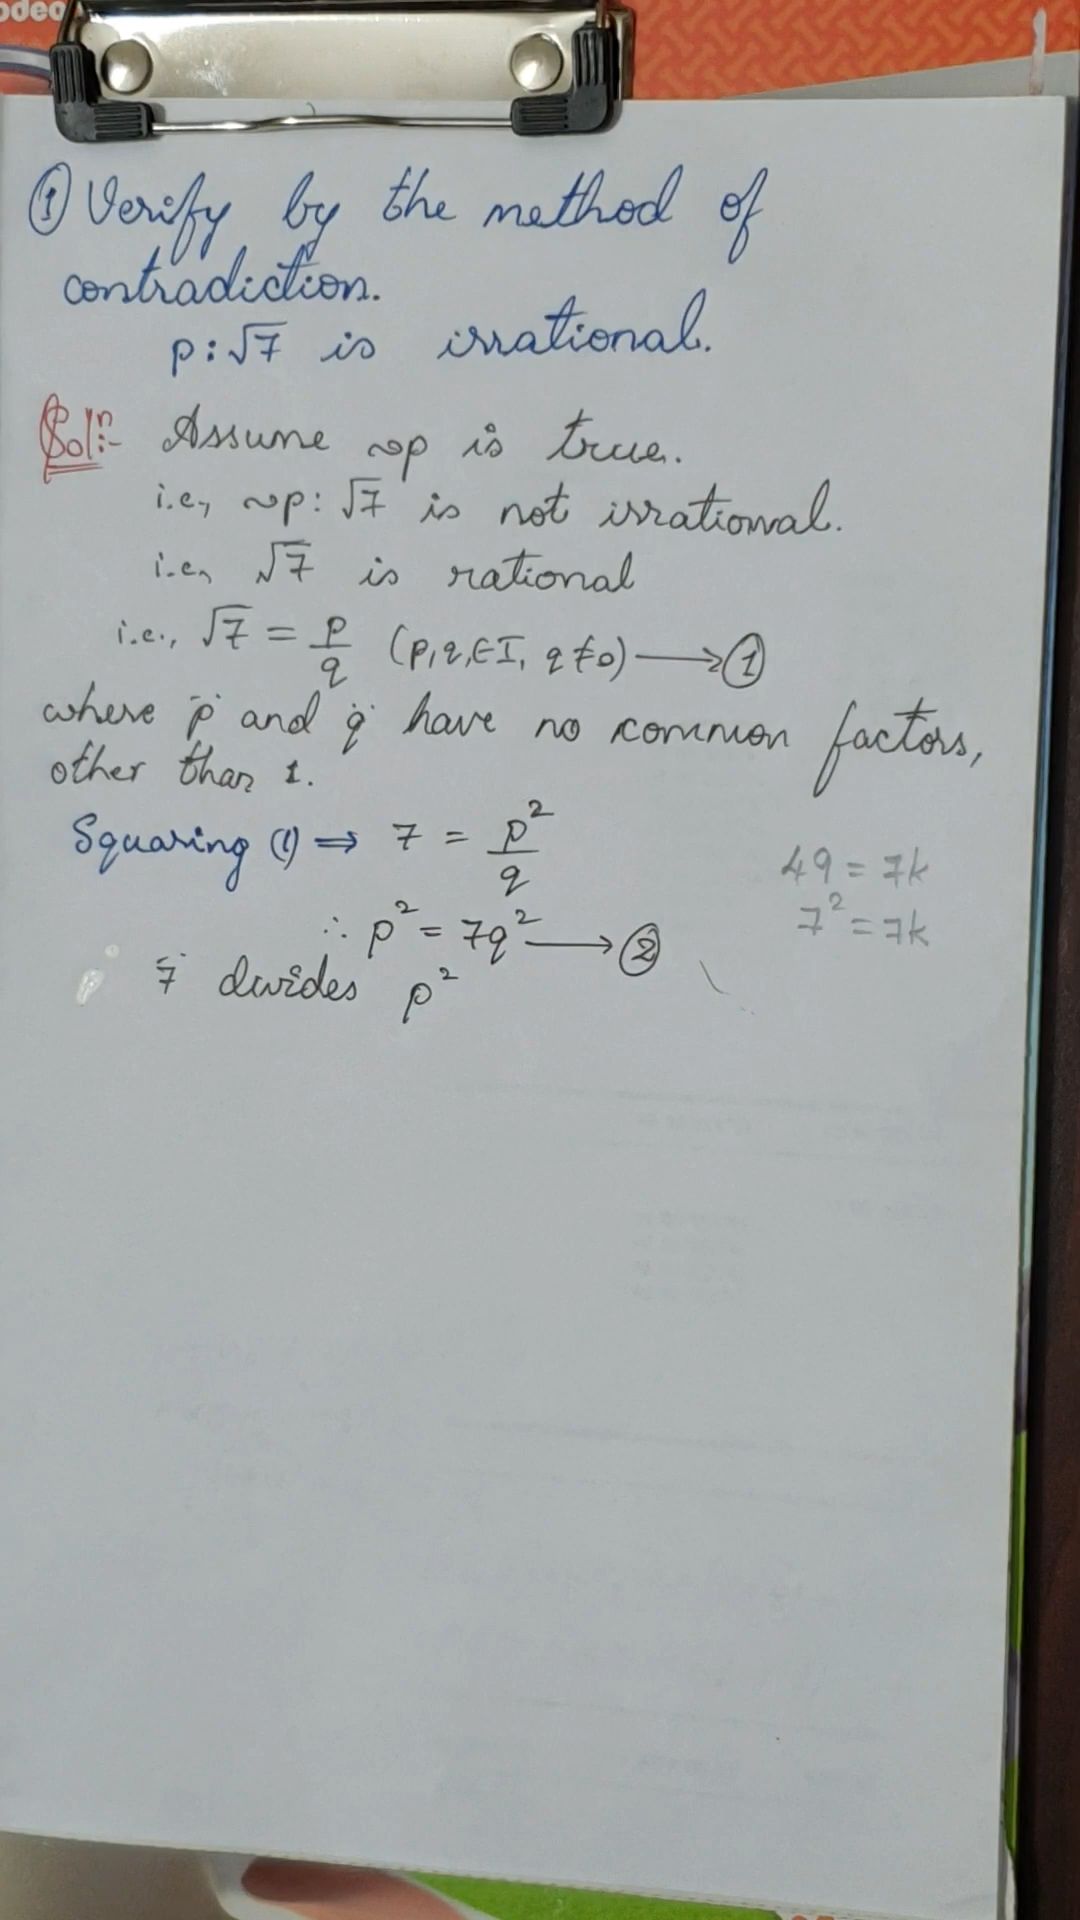 odeo
① Verify by the method of
contradiction.
p : √7 is irrational.
Solⁿ:- Assume ~p is true.
i.e., ~p : √7 is not irrational.
i.e., √7 is rational
i.e., √7 = p/q (p, q, ∈ I, q ≠ 0) ⟶ ①
where 'p' and 'q' have no common factors,
other than 1.
Squaring (1) ⇒ 7 = p²/q
∴ p² = 7q² ⟶ ②
7 divides p²
49 = 7k
7² = 7k